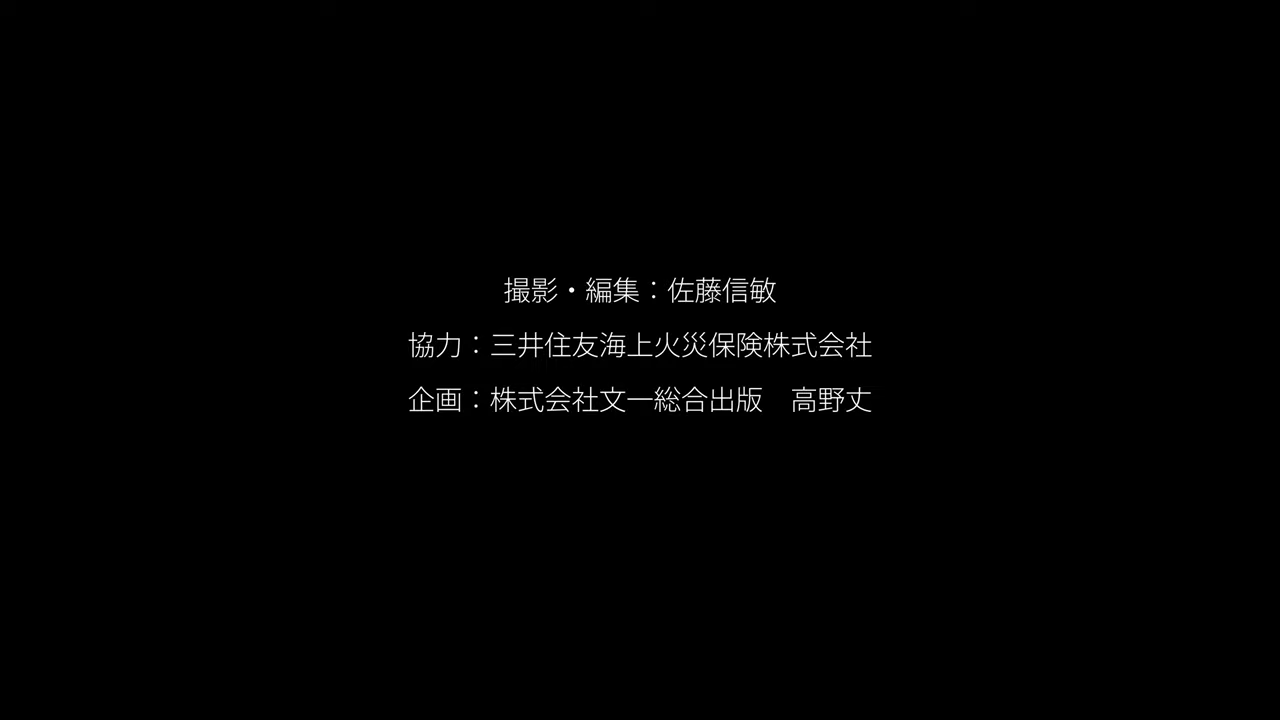 撮影・編集：佐藤信敏
協力：三井住友海上火災保険株式会社
企画：株式会社文一総合出版　高野丈